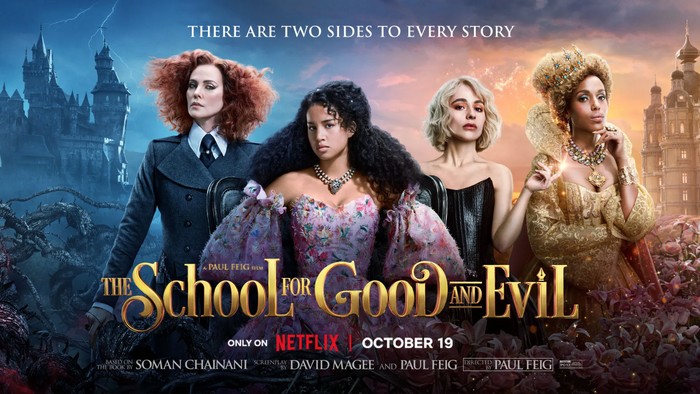 THERE ARE TWO SIDES TO EVERY STORY
A PAUL FEIG FILM
THE SCHOOL FOR GOOD AND EVIL
ONLY ON NETFLIX | OCTOBER 19
BASED ON THE BOOK BY SOMAN CHAINANI SCREENPLAY BY DAVID MAGEE AND PAUL FEIG DIRECTED BY PAUL FEIG